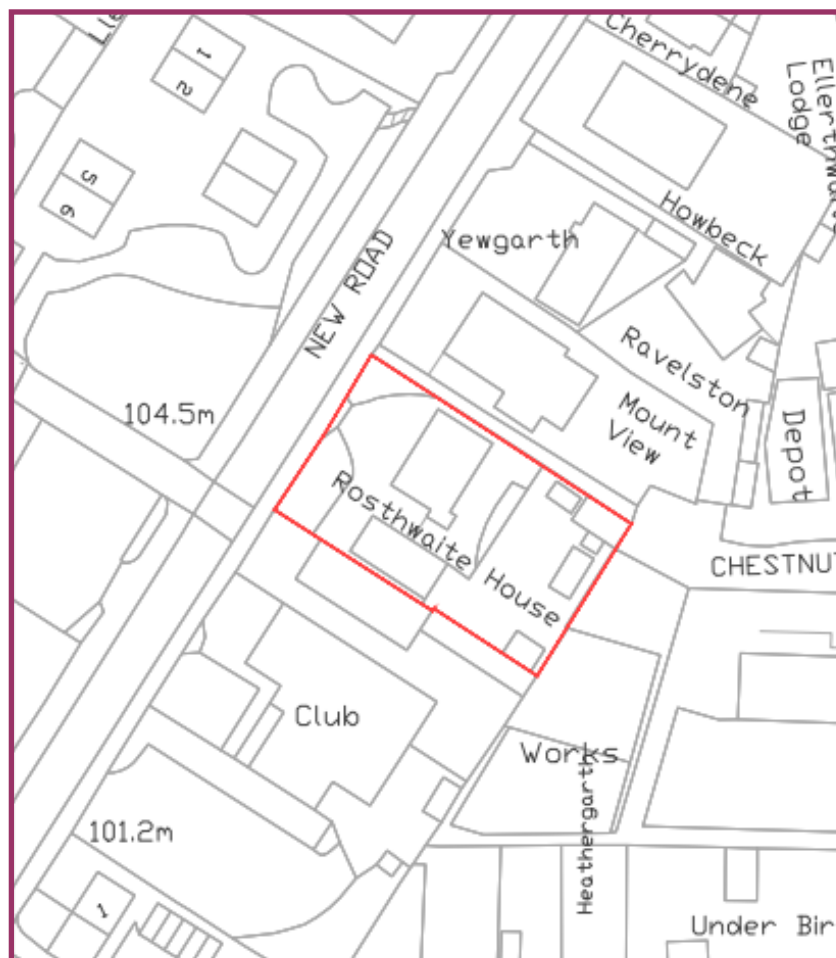 1
2
5
6
Cherrydene
Lodge
Howbeck
Yewgarth
NEW ROAD
Ravelston
104.5m
Mount
View
Depot
Rosthwaite
House
CHESTNUT
Club
Works
Heathergarth
101.2m
1
Under Bir